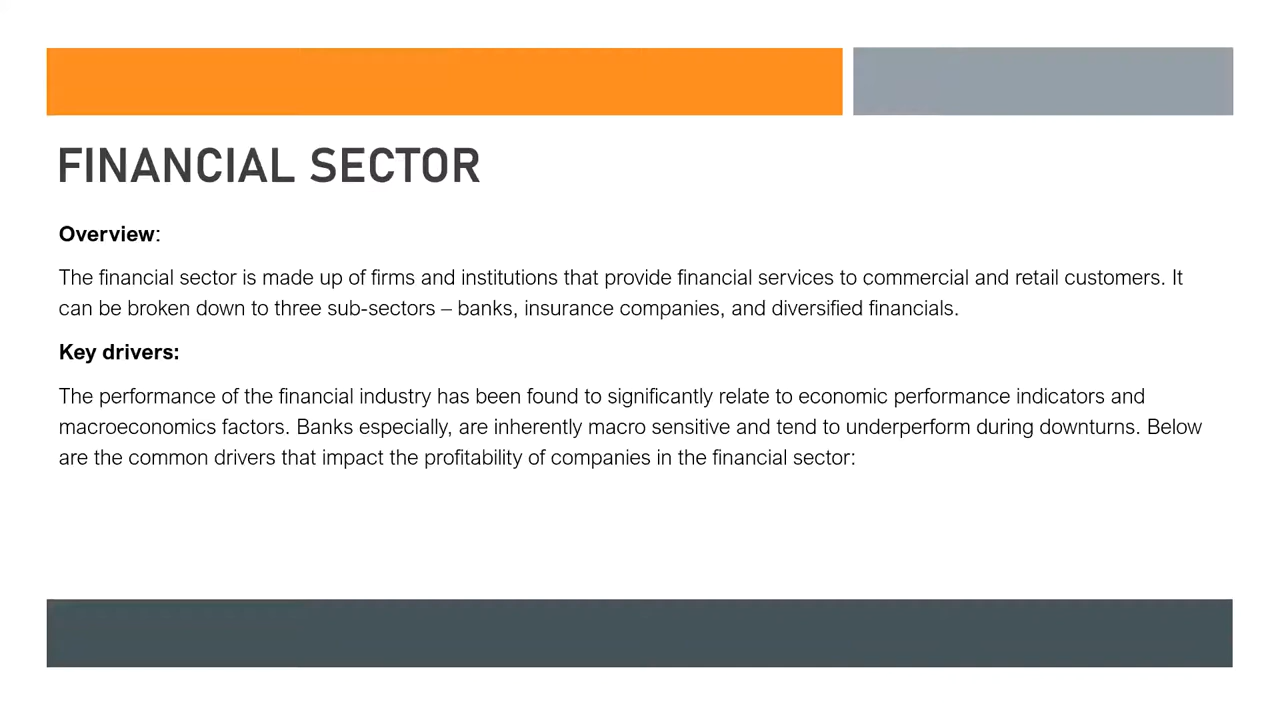 FINANCIAL SECTOR
Overview:
The financial sector is made up of firms and institutions that provide financial services to commercial and retail customers. It
can be broken down to three sub-sectors – banks, insurance companies, and diversified financials.
Key drivers:
The performance of the financial industry has been found to significantly relate to economic performance indicators and
macroeconomics factors. Banks especially, are inherently macro sensitive and tend to underperform during downturns. Below
are the common drivers that impact the profitability of companies in the financial sector: